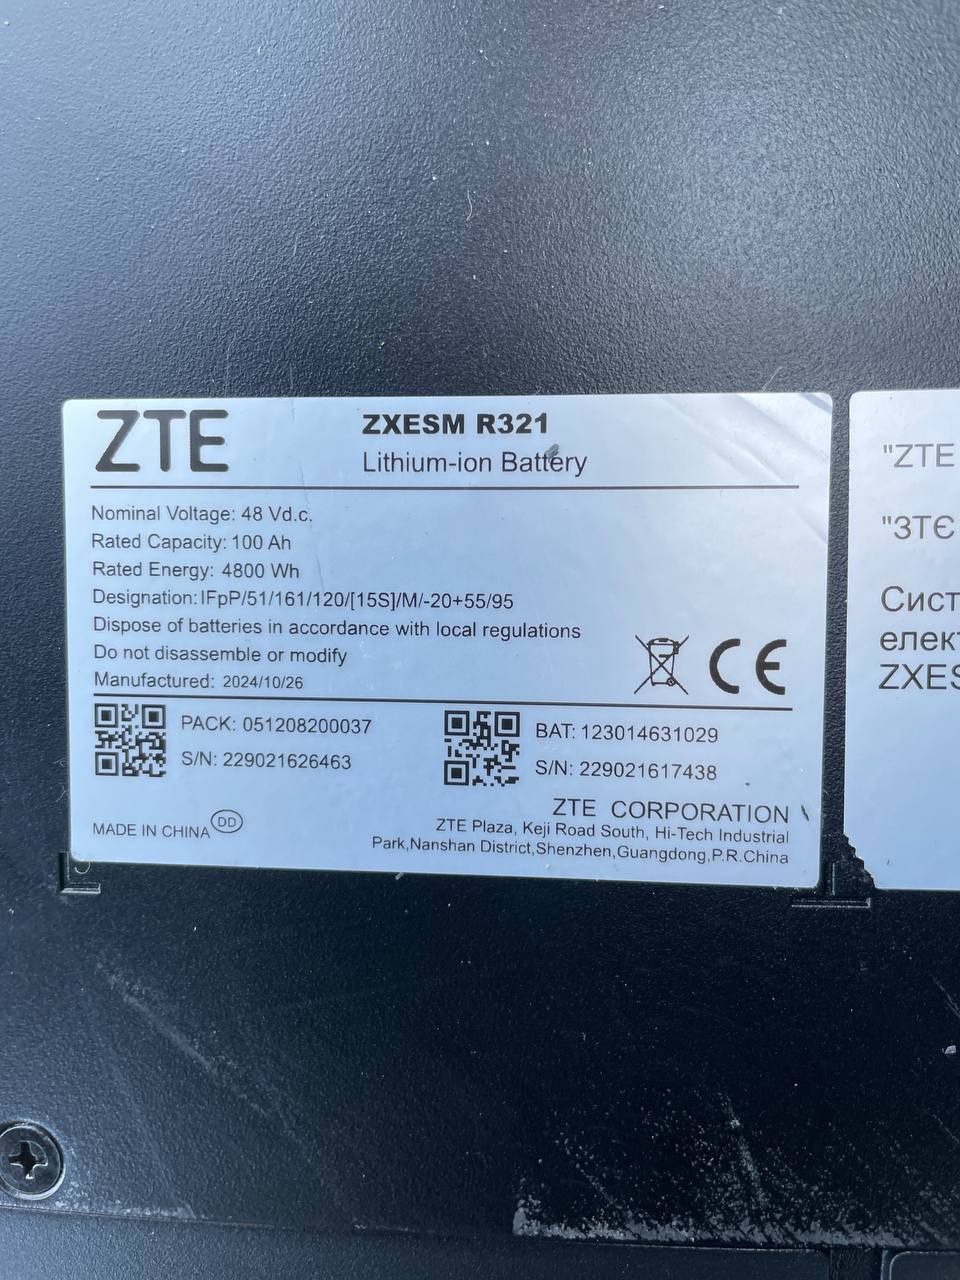 ZTE
ZXESM R321
Lithium-ion Battery
Nominal Voltage: 48 Vd.c.
Rated Capacity: 100 Ah
Rated Energy: 4800 Wh
Designation: IFpP/51/161/120/[15S]/M/-20+55/95
Dispose of batteries in accordance with local regulations
Do not disassemble or modify
Manufactured: 2024/10/26
CE
PACK: 051208200037
S/N: 229021626463
BAT: 123014631029
S/N: 229021617438
MADE IN CHINA DD
ZTE CORPORATION
ZTE Plaza, Keji Road South, Hi-Tech Industrial
Park,Nanshan District,Shenzhen,Guangdong,P.R.China
"ZTE
"ЗТЄ
Сист
елект
ZXES